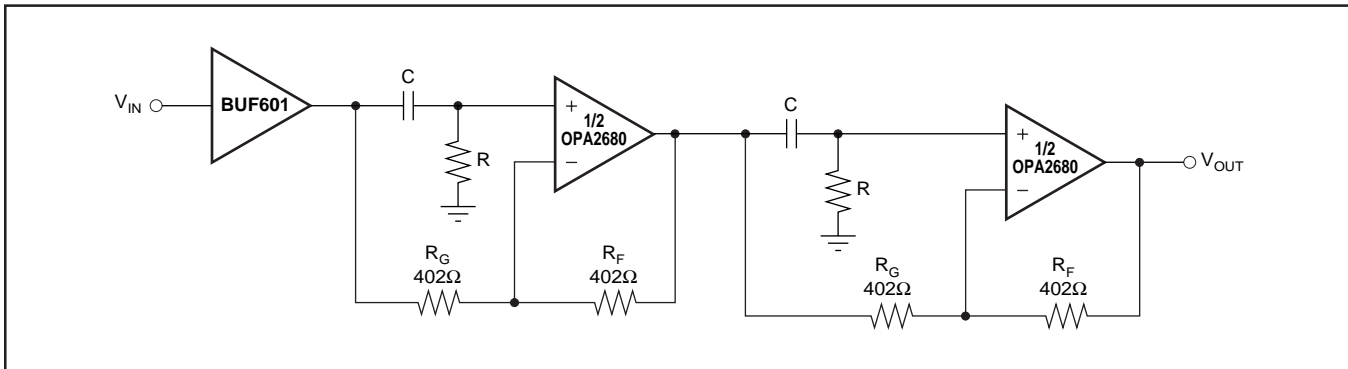 V_IN
BUF601
C
R
+
1/2
OPA2680
−
R_G
402Ω
R_F
402Ω
C
R
+
1/2
OPA2680
−
R_G
402Ω
R_F
402Ω
V_OUT